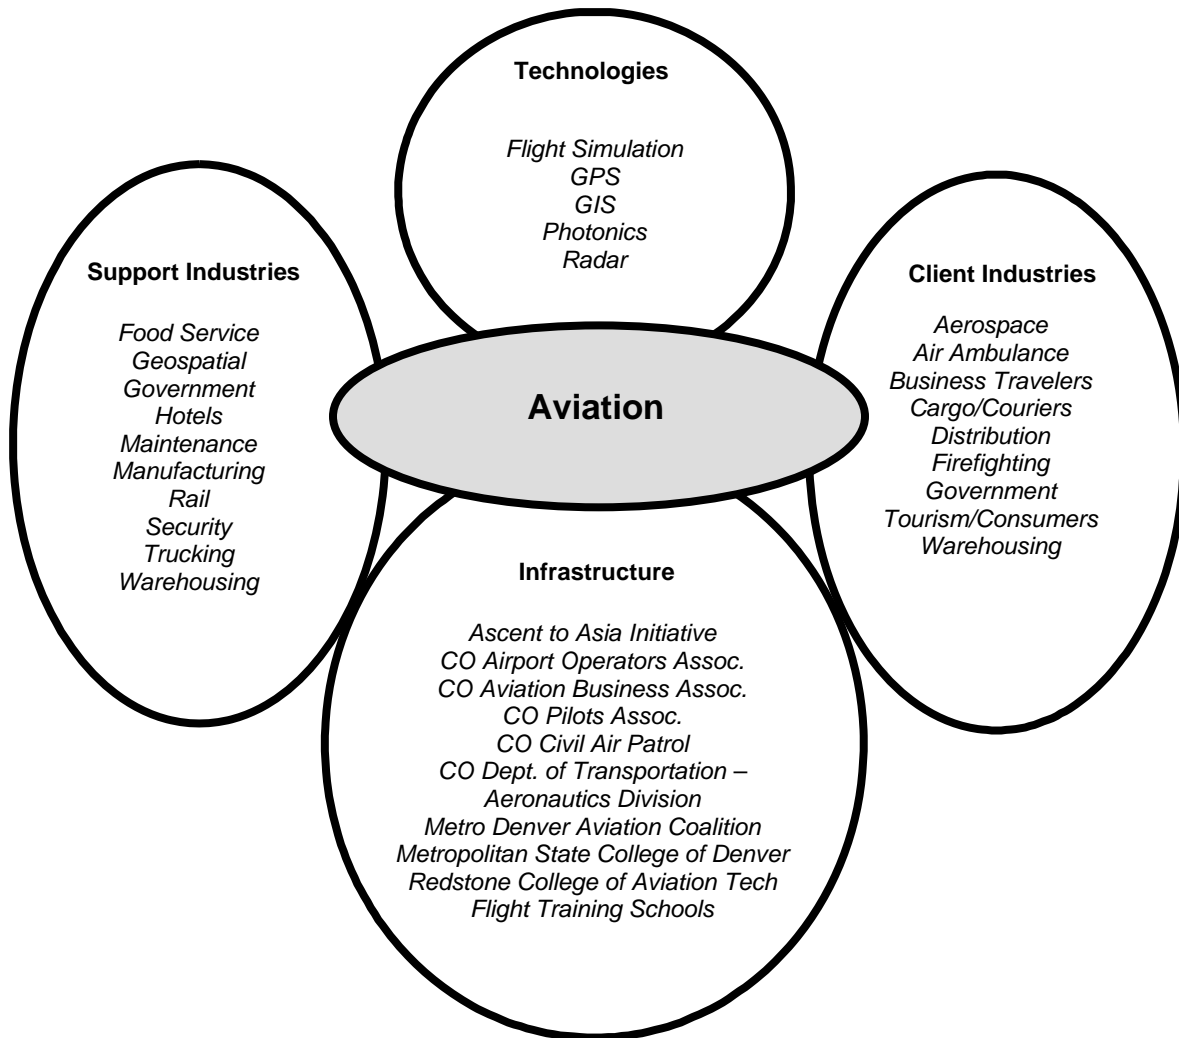 Technologies
Flight Simulation
GPS
GIS
Photonics
Radar
Support Industries
Food Service
Geospatial
Government
Hotels
Maintenance
Manufacturing
Rail
Security
Trucking
Warehousing
Client Industries
Aerospace
Air Ambulance
Business Travelers
Cargo/Couriers
Distribution
Firefighting
Government
Tourism/Consumers
Warehousing
Aviation
Infrastructure
Ascent to Asia Initiative
CO Airport Operators Assoc.
CO Aviation Business Assoc.
CO Pilots Assoc.
CO Civil Air Patrol
CO Dept. of Transportation –
Aeronautics Division
Metro Denver Aviation Coalition
Metropolitan State College of Denver
Redstone College of Aviation Tech
Flight Training Schools